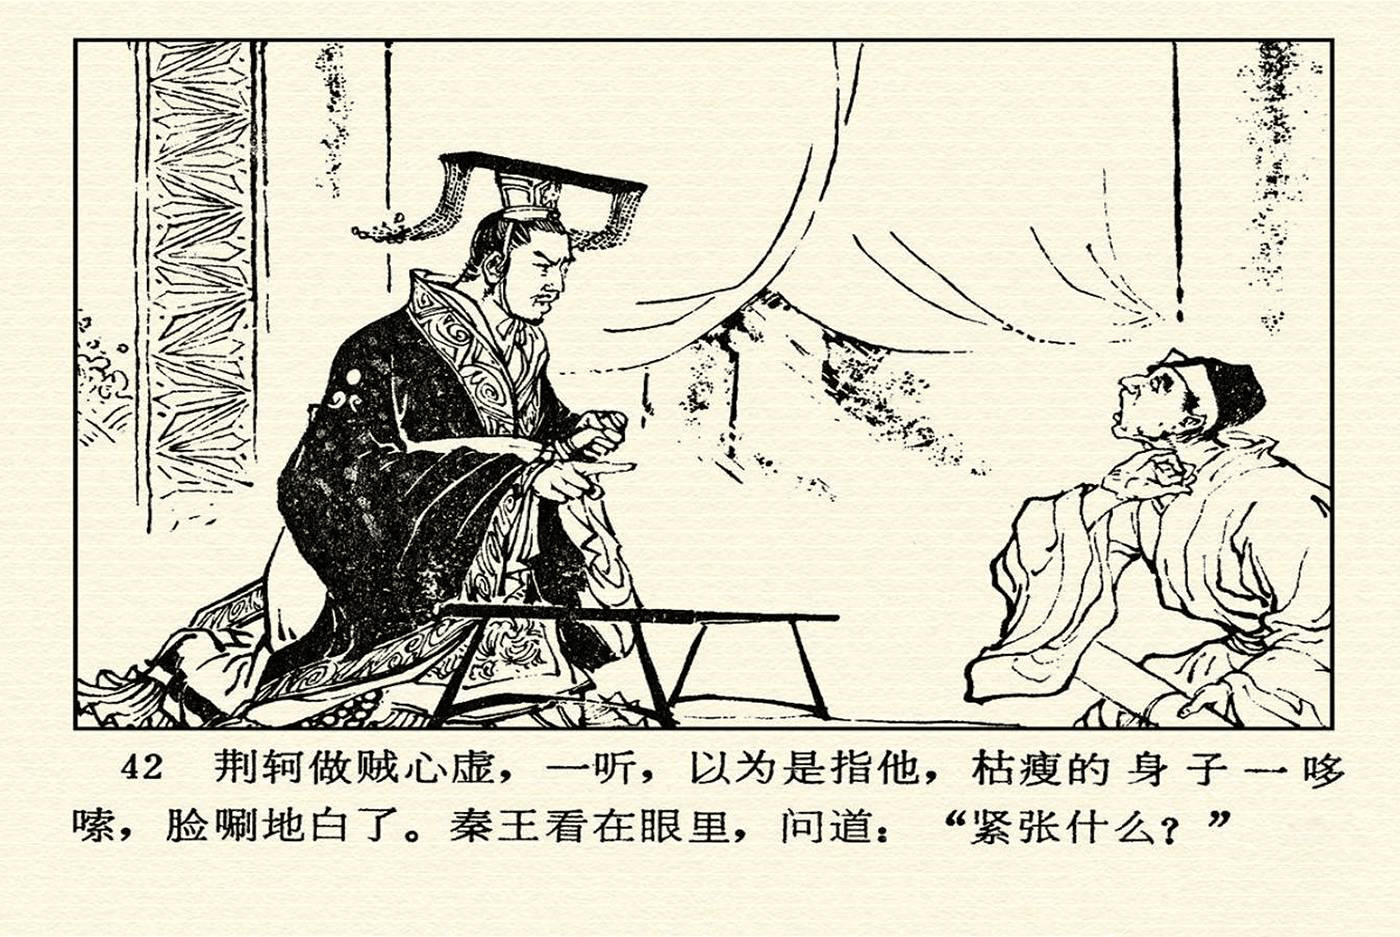 42 荆轲做贼心虚，一听，以为是指他，枯瘦的身子一哆
嗦，脸唰地白了。秦王看在眼里，问道：“紧张什么？”